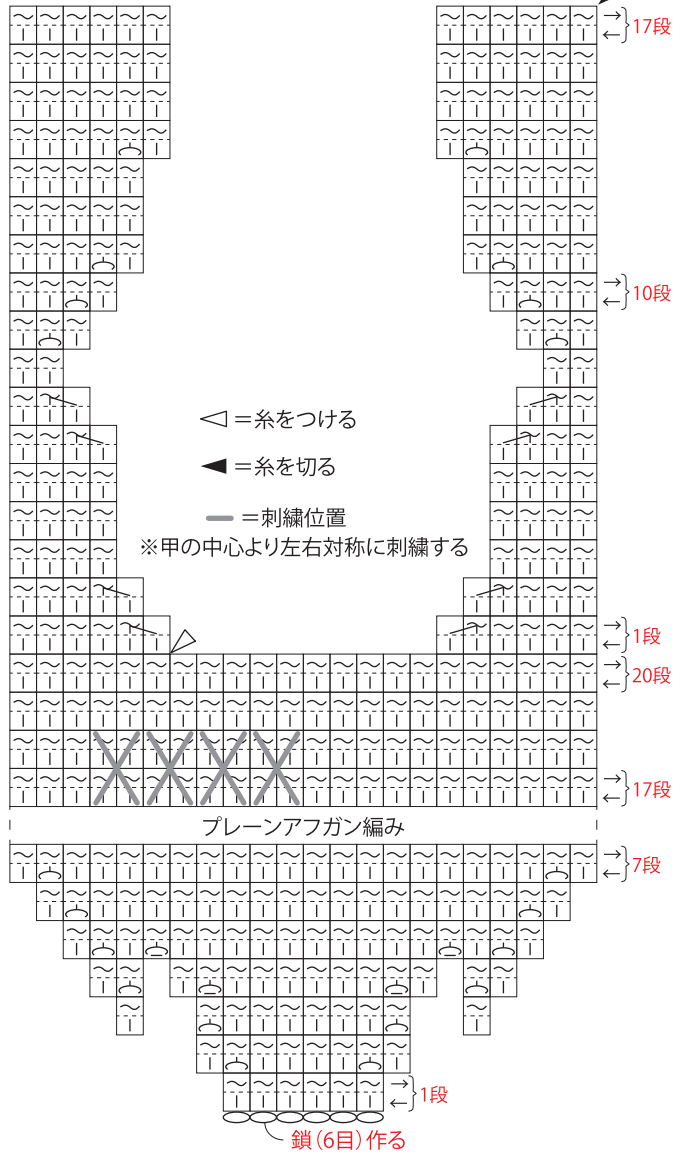 17段
10段
＝糸をつける
＝糸を切る
＝刺繍位置
※甲の中心より左右対称に刺繍する
1段
20段
17段
プレーンアフガン編み
7段
1段
鎖（6目）作る